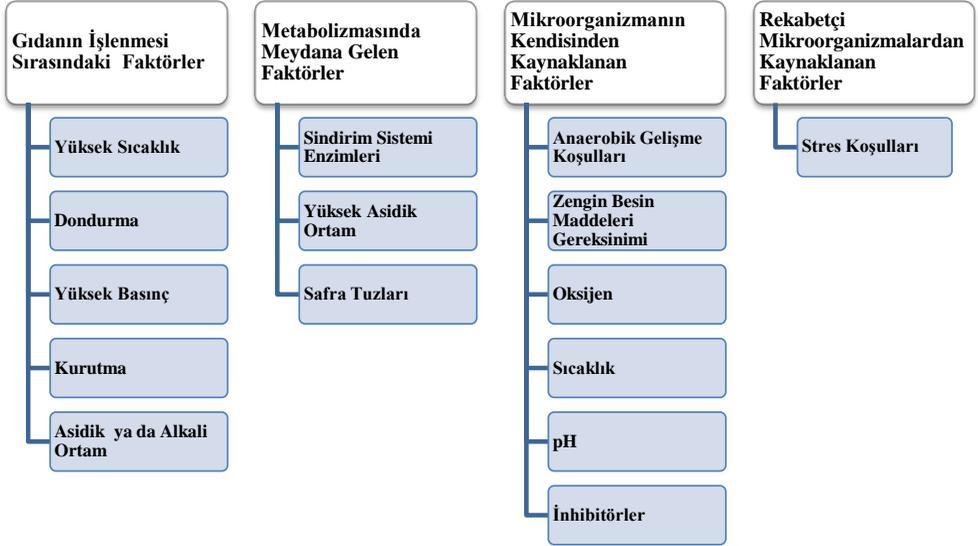 Gıdanın İşlenmesi
Sırasındaki Faktörler
Yüksek Sıcaklık
Dondurma
Yüksek Basınç
Kurutma
Asidik ya da Alkali
Ortam
Metabolizmasında
Meydana Gelen
Faktörler
Sindirim Sistemi
Enzimleri
Yüksek Asidik
Ortam
Safra Tuzları
Mikroorganizmanın
Kendisinden
Kaynaklanan
Faktörler
Anaerobik Gelişme
Koşulları
Zengin Besin
Maddeleri
Gereksinimi
Oksijen
Sıcaklık
pH
İnhibitörler
Rekabetçi
Mikroorganizmalardan
Kaynaklanan
Faktörler
Stres Koşulları